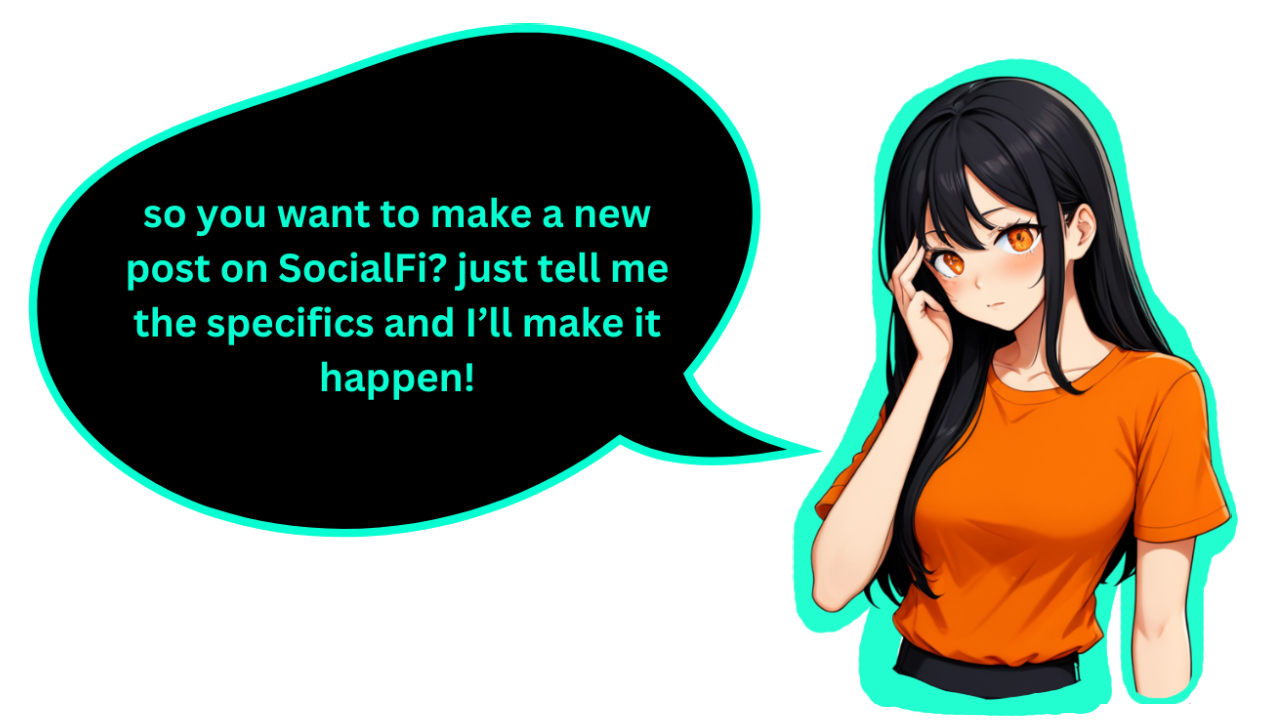 so you want to make a new
post on SocialFi? just tell me
the specifics and I’ll make it
happen!